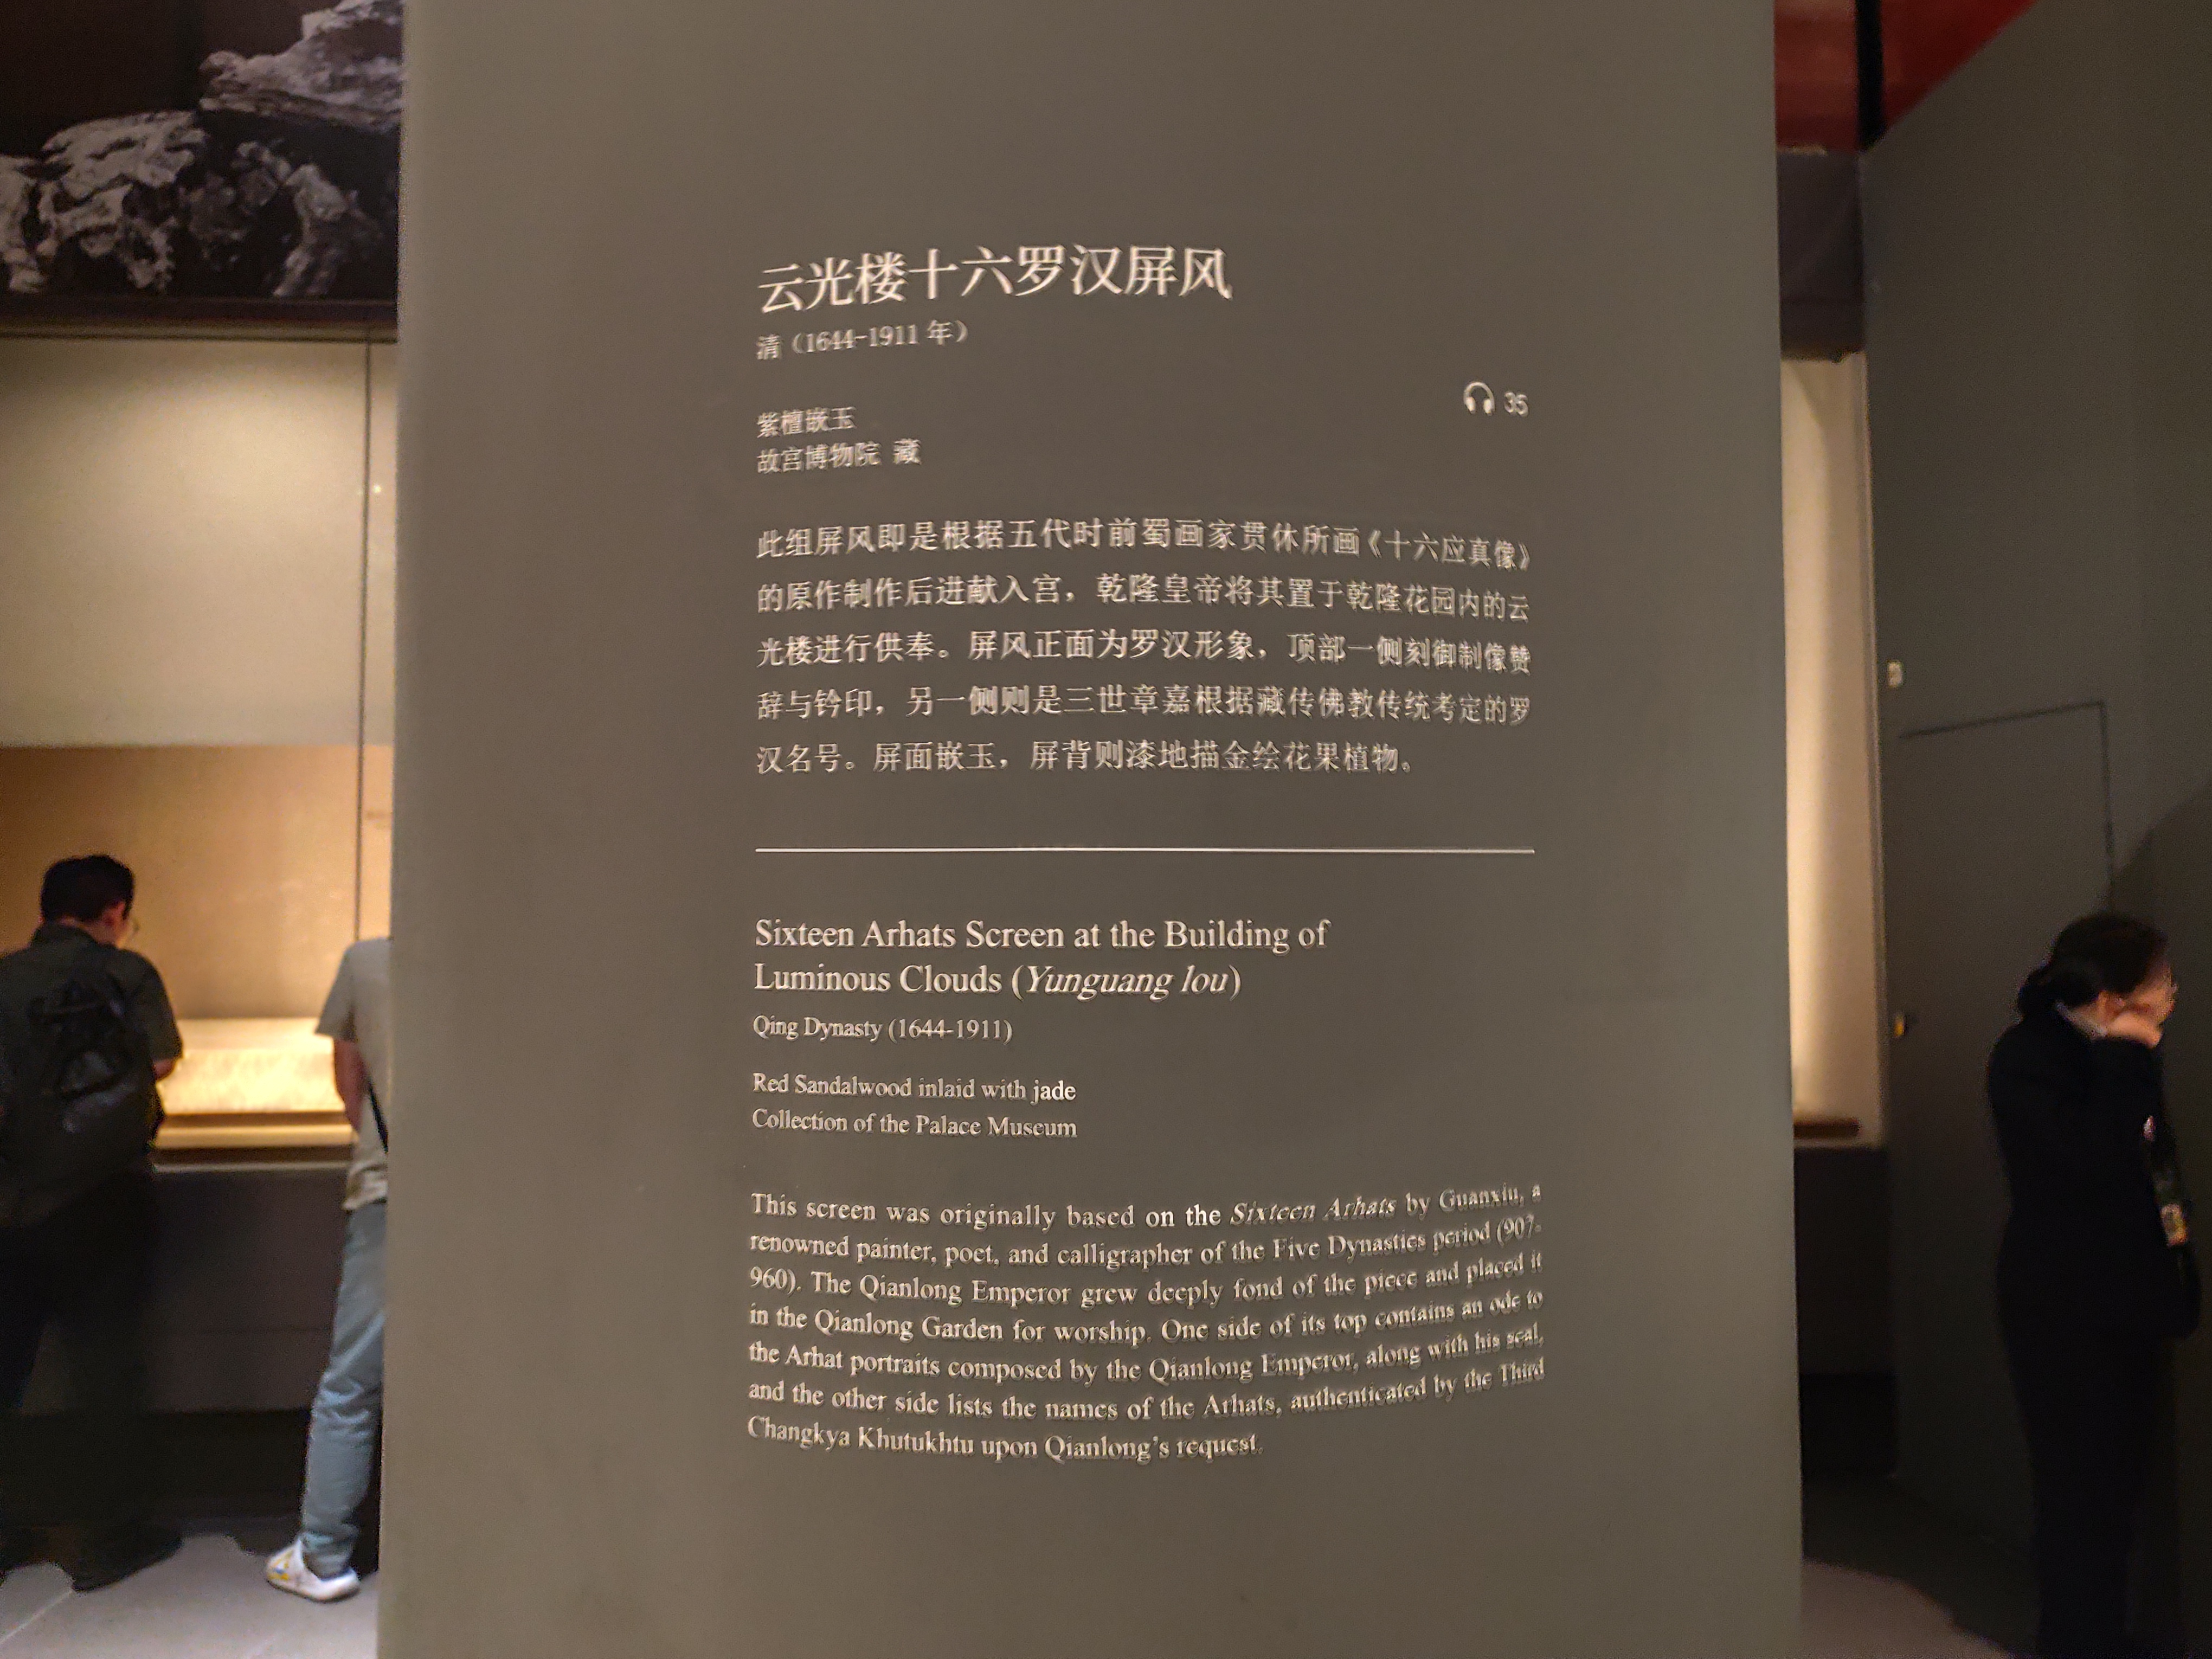 云光楼十六罗汉屏风
清（1644-1911 年）
35
紫檀嵌玉
故宫博物院 藏
此组屏风即是根据五代时前蜀画家贯休所画《十六应真像》
的原作制作后进献入宫，乾隆皇帝将其置于乾隆花园内的云
光楼进行供奉。屏风正面为罗汉形象，顶部一侧刻御制像赞
辞与钤印，另一侧则是三世章嘉根据藏传佛教传统考定的罗
汉名号。屏面嵌玉，屏背则漆地描金绘花果植物。
Sixteen Arhats Screen at the Building of
Luminous Clouds (Yunguang lou)
Qing Dynasty (1644-1911)
Red Sandalwood inlaid with jade
Collection of the Palace Museum
This screen was originally based on the Sixteen Arhats by Guanxiu, a
renowned painter, poet, and calligrapher of the Five Dynasties period (907-
960). The Qianlong Emperor grew deeply fond of the piece and placed it
in the Qianlong Garden for worship. One side of its top contains an ode to
the Arhat portraits composed by the Qianlong Emperor, along with his seal,
and the other side lists the names of the Arhats, authenticated by the Third
Changkya Khutukhtu upon Qianlong's request.